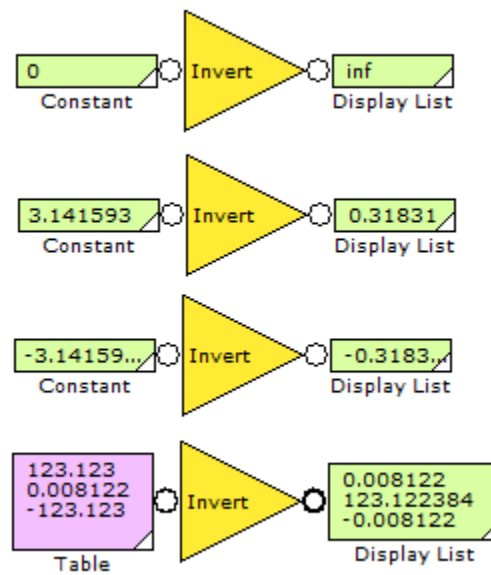 0
Invert
inf
Constant
Display List
3.141593
Invert
0.31831
Constant
Display List
-3.14159...
Invert
-0.3183...
Constant
Display List
123.123
0.008122
-123.123
Invert
0.008122
123.122384
-0.008122
Table
Display List